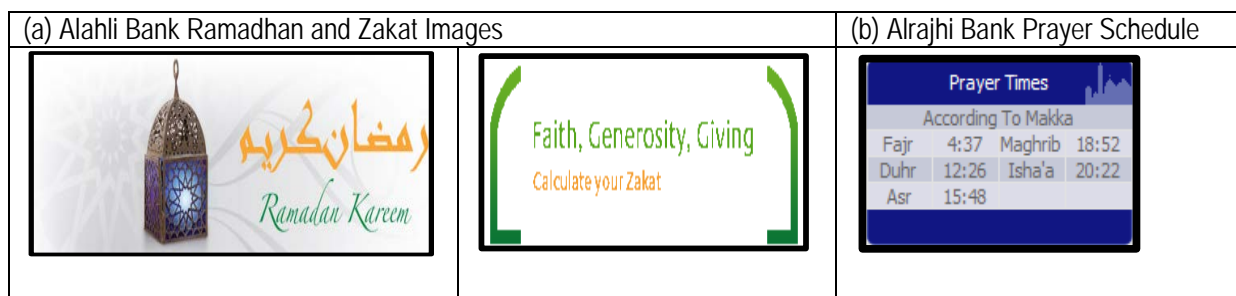 (a) Alahli Bank Ramadhan and Zakat Images
(b) Alrajhi Bank Prayer Schedule
رمضان كريم
Ramadan Kareem
Faith, Generosity, Giving
Calculate your Zakat
Prayer Times
According To Makka
Fajr 4:37 Maghrib 18:52
Duhr 12:26 Isha'a 20:22
Asr 15:48